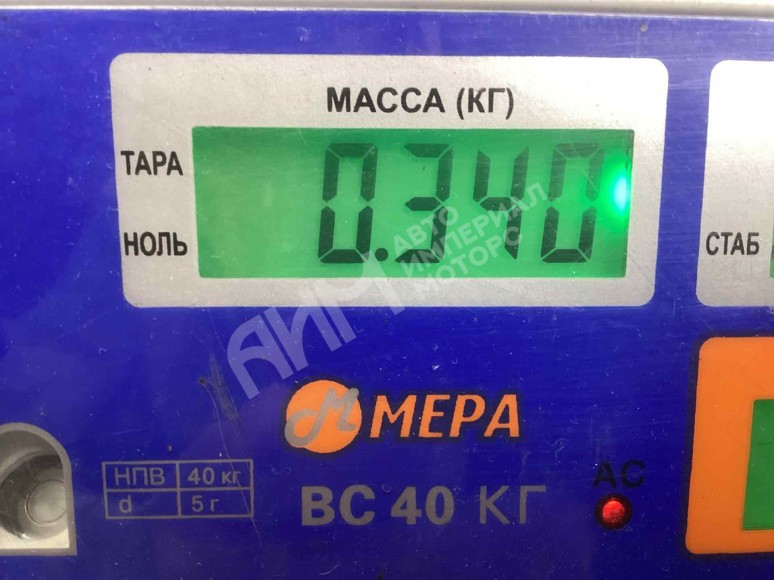 МАССА (КГ)
ТАРА
0.340
НОЛЬ
СТАБ
АИМ
АВТО
ИМПЕРИАЛ
МОТОРС
М МЕРА
НПВ 40 кг
d 5 г
ВС 40 КГ
AC